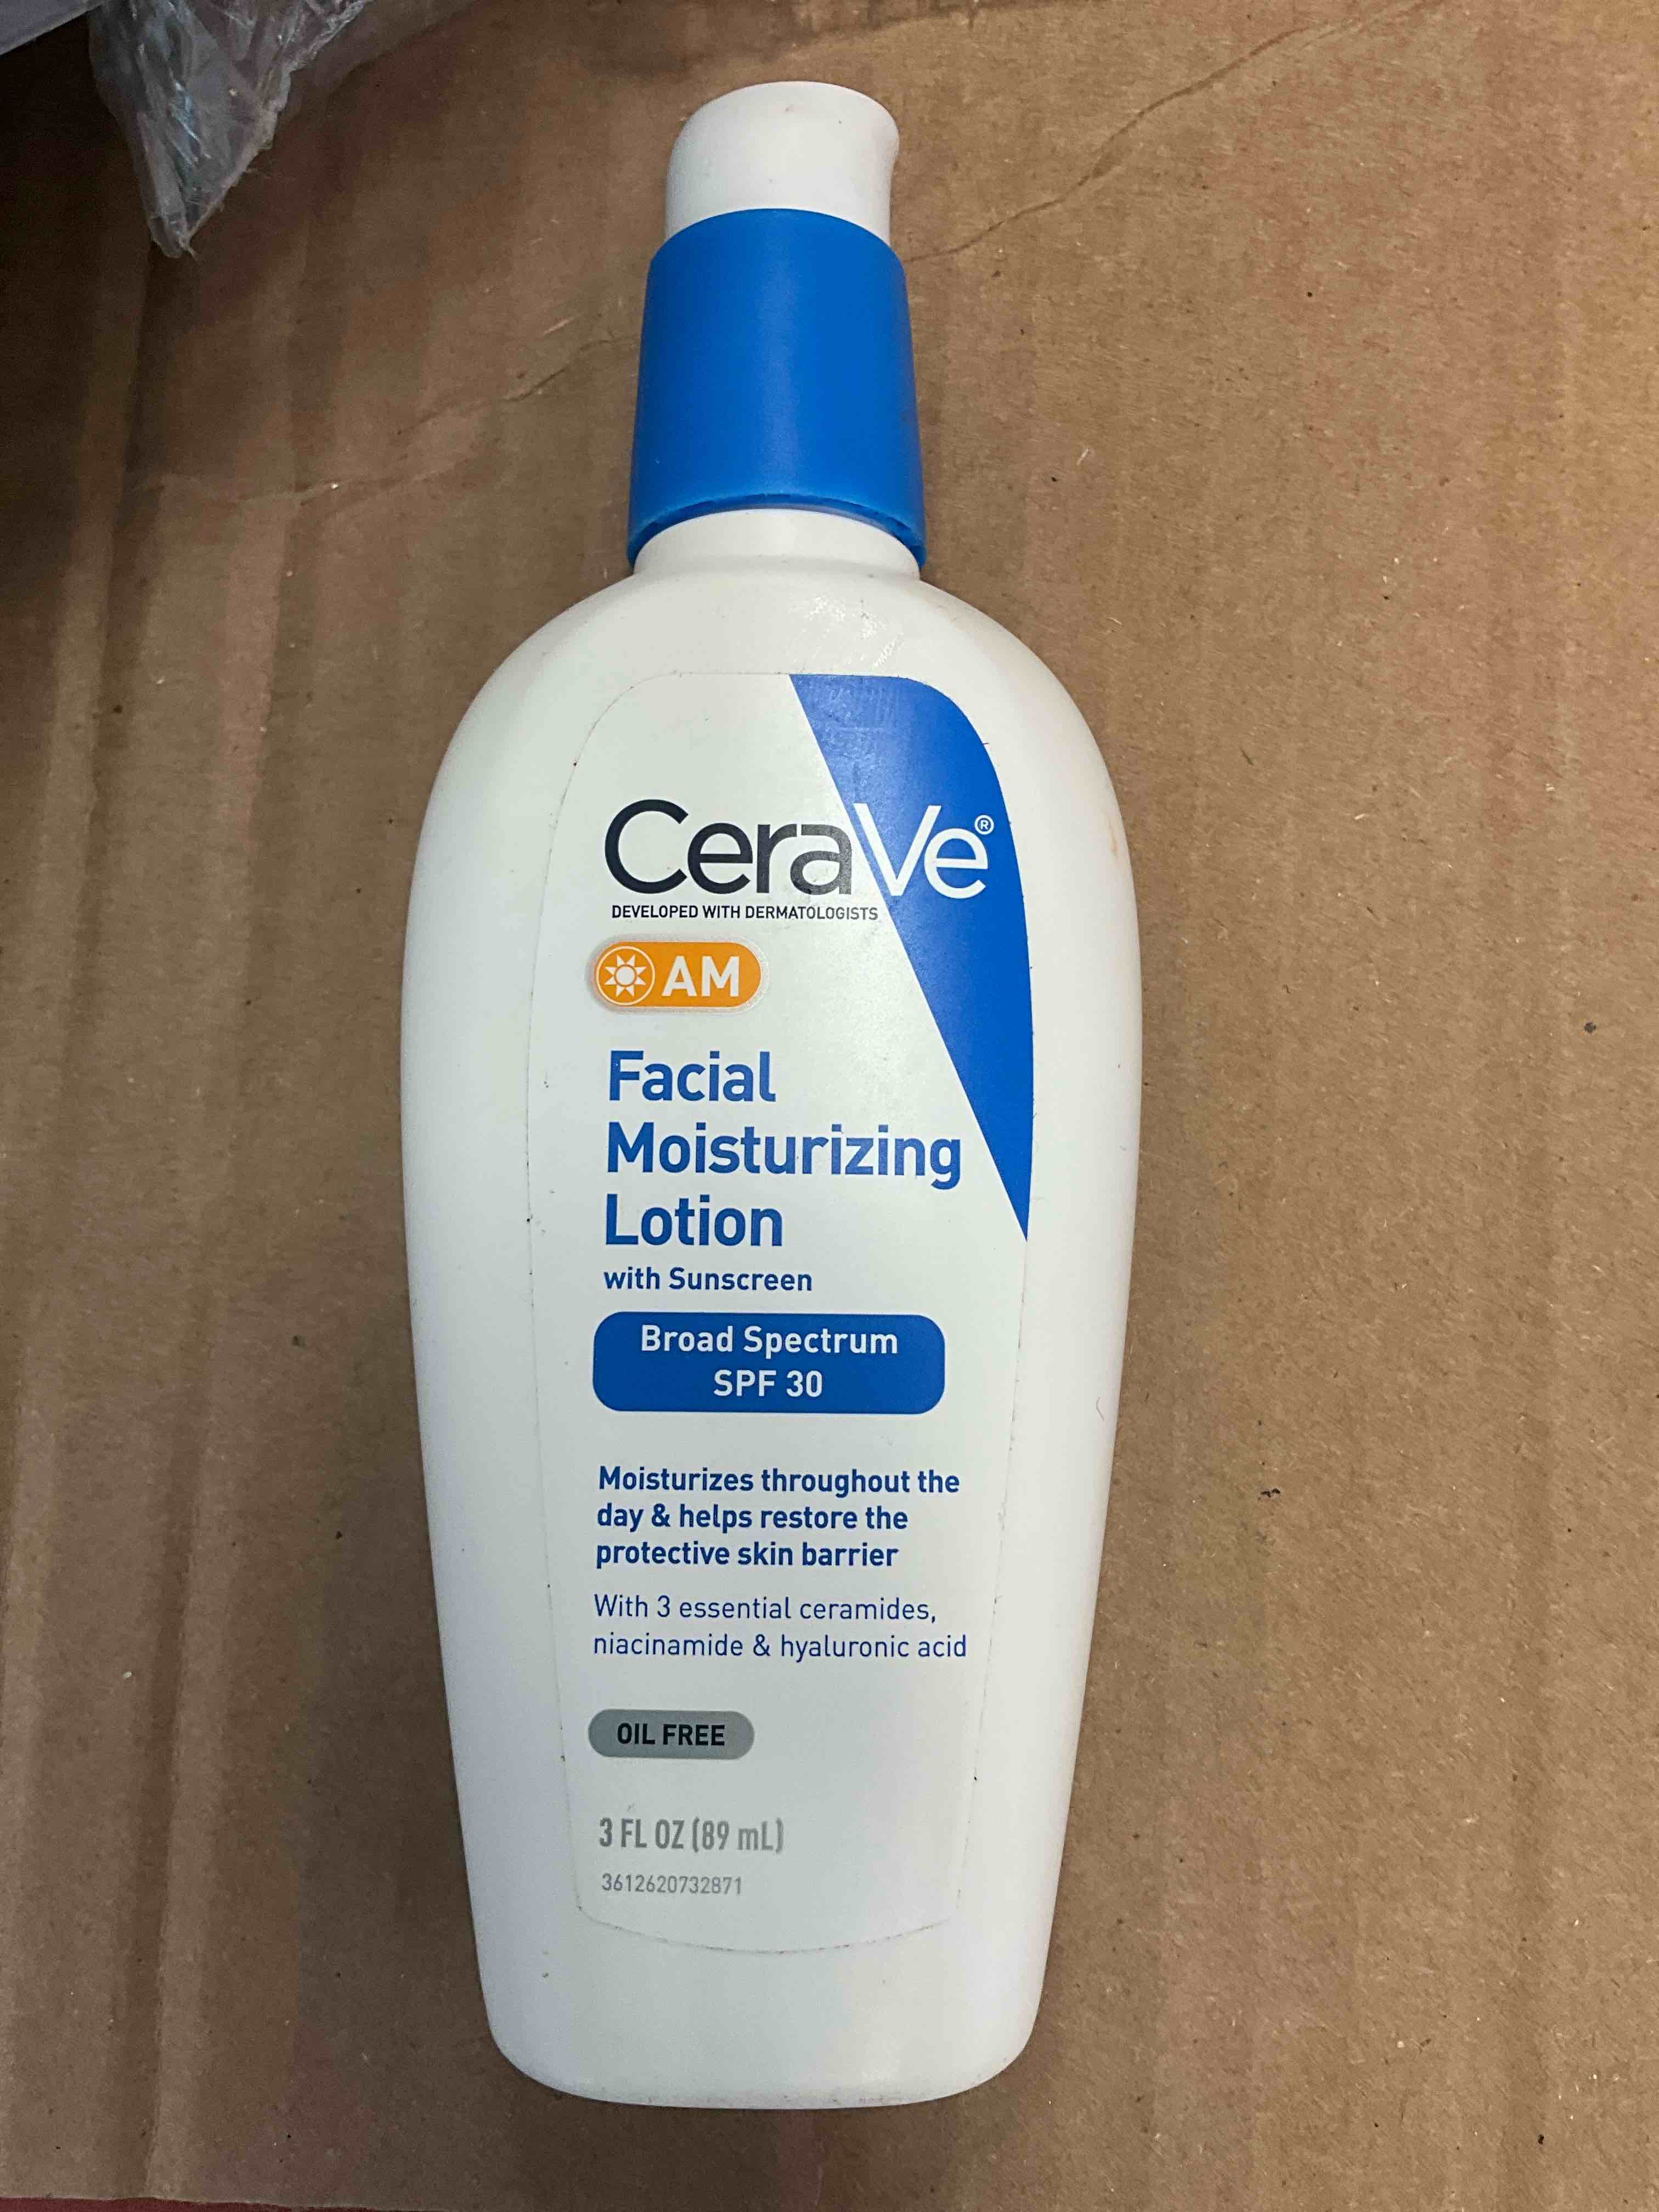 CeraVe®
DEVELOPED WITH DERMATOLOGISTS
AM
Facial
Moisturizing
Lotion
with Sunscreen
Broad Spectrum
SPF 30
Moisturizes throughout the
day & helps restore the
protective skin barrier
With 3 essential ceramides,
niacinamide & hyaluronic acid
OIL FREE
3 FL OZ (89 mL)
3612620732871